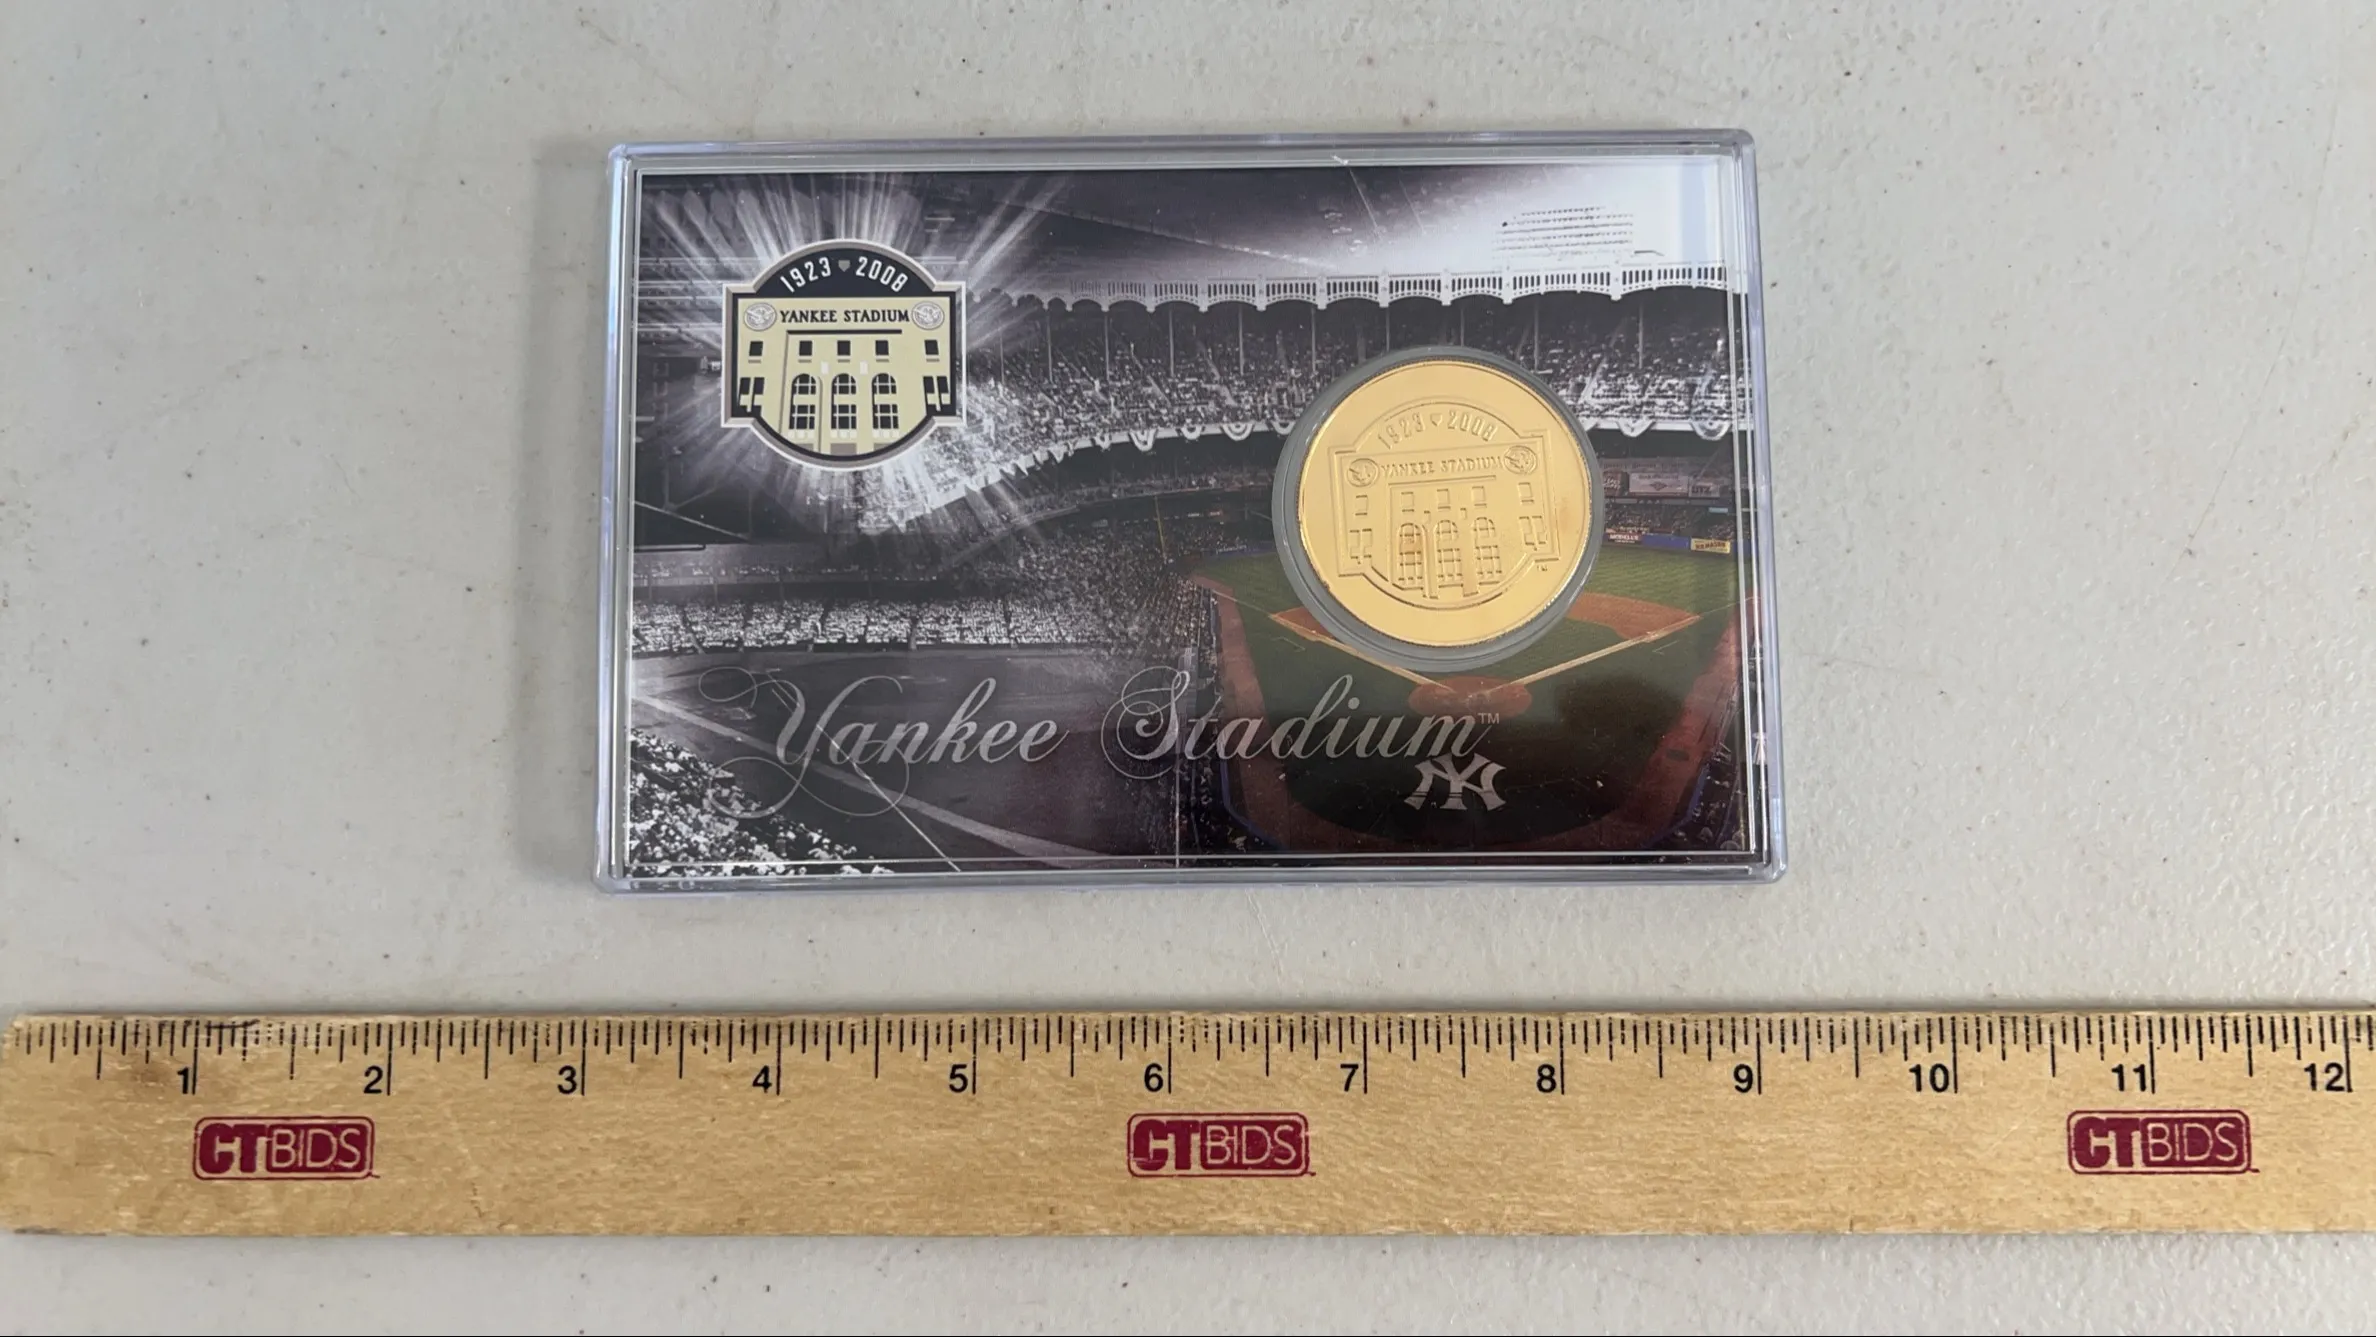 1923 2008
YANKEE STADIUM
1923 2008
YANKEE STADIUM
TM
Yankee Stadium™
NY
1 2 3 4 5 6 7 8 9 10 11 12
CTBIDS CTBIDS CTBIDS